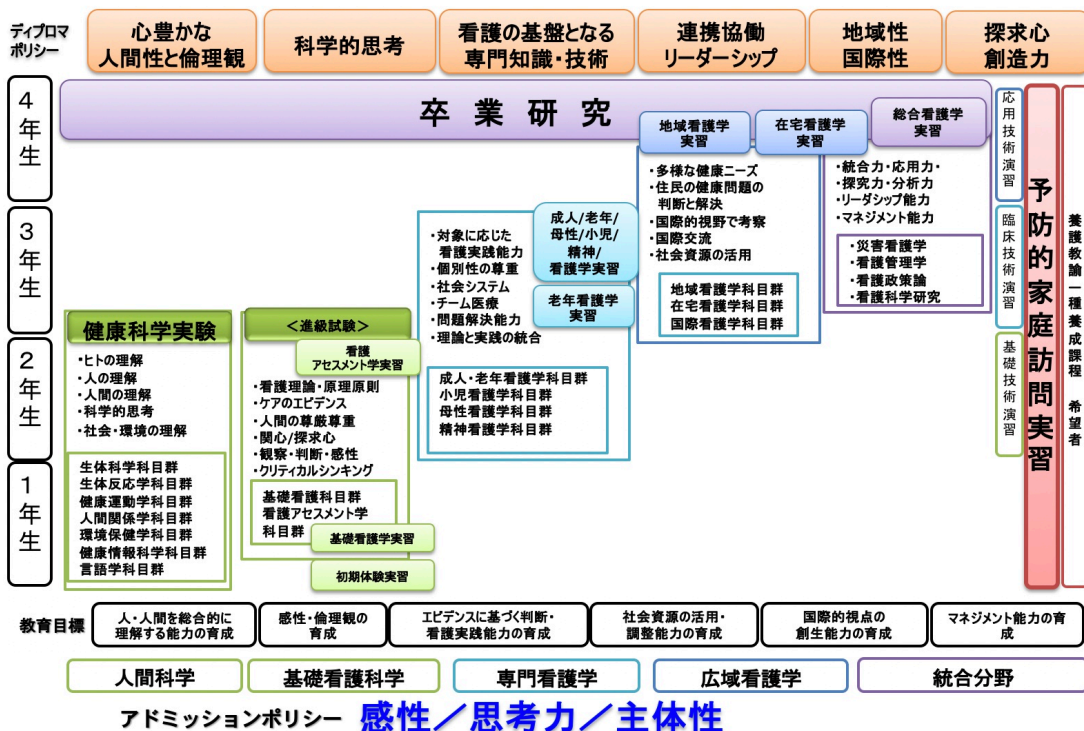 ディプロマ
ポリシー
心豊かな
人間性と倫理観
科学的思考
看護の基盤となる
専門知識・技術
連携協働
リーダーシップ
地域性
国際性
探求心
創造力
4年生
3年生
2年生
1年生
卒業研究
地域看護学
実習
在宅看護学
実習
総合看護学
実習
・多様な健康ニーズ
・住民の健康問題の
判断と解決
・国際的視野で考察
・国際交流
・社会資源の活用
地域看護学科目群
在宅看護学科目群
国際看護学科目群
・統合力・応用力・
・探究力・分析力
・リーダシップ能力
・マネジメント能力
・災害看護学
・看護管理学
・看護政策論
・看護科学研究
成人/老年/
母性/小児/
精神/
看護学実習
老年看護学
実習
・対象に応じた
看護実践能力
・個別性の尊重
・社会システム
・チーム医療
・問題解決能力
・理論と実践の統合
成人・老年看護学科目群
小児看護学科目群
母性看護学科目群
精神看護学科目群
健康科学実験
・ヒトの理解
・人の理解
・人間の理解
・科学的思考
・社会・環境の理解
生体科学科目群
生体反応学科目群
健康運動学科目群
人間関係学科目群
環境保健学科目群
健康情報科学科目群
言語学科目群
＜進級試験＞
看護
アセスメント学実習
・看護理論・原理原則
・ケアのエビデンス
・人間の尊厳尊重
・関心/探求心
・観察・判断・感性
・クリティカルシンキング
基礎看護科目群
看護アセスメント学
科目群
基礎看護学実習
初期体験実習
応用技術演習
臨床技術演習
基礎技術演習
予防的家庭訪問実習
養護教諭一種養成課程 希望者
教育目標
人・人間を総合的に
理解する能力の育成
感性・倫理観の
育成
エビデンスに基づく判断・
看護実践能力の育成
社会資源の活用・
調整能力の育成
国際的視点の
創生能力の育成
マネジメント能力の育
成
人間科学
基礎看護科学
専門看護学
広域看護学
統合分野
アドミッションポリシー 感性／思考力／主体性